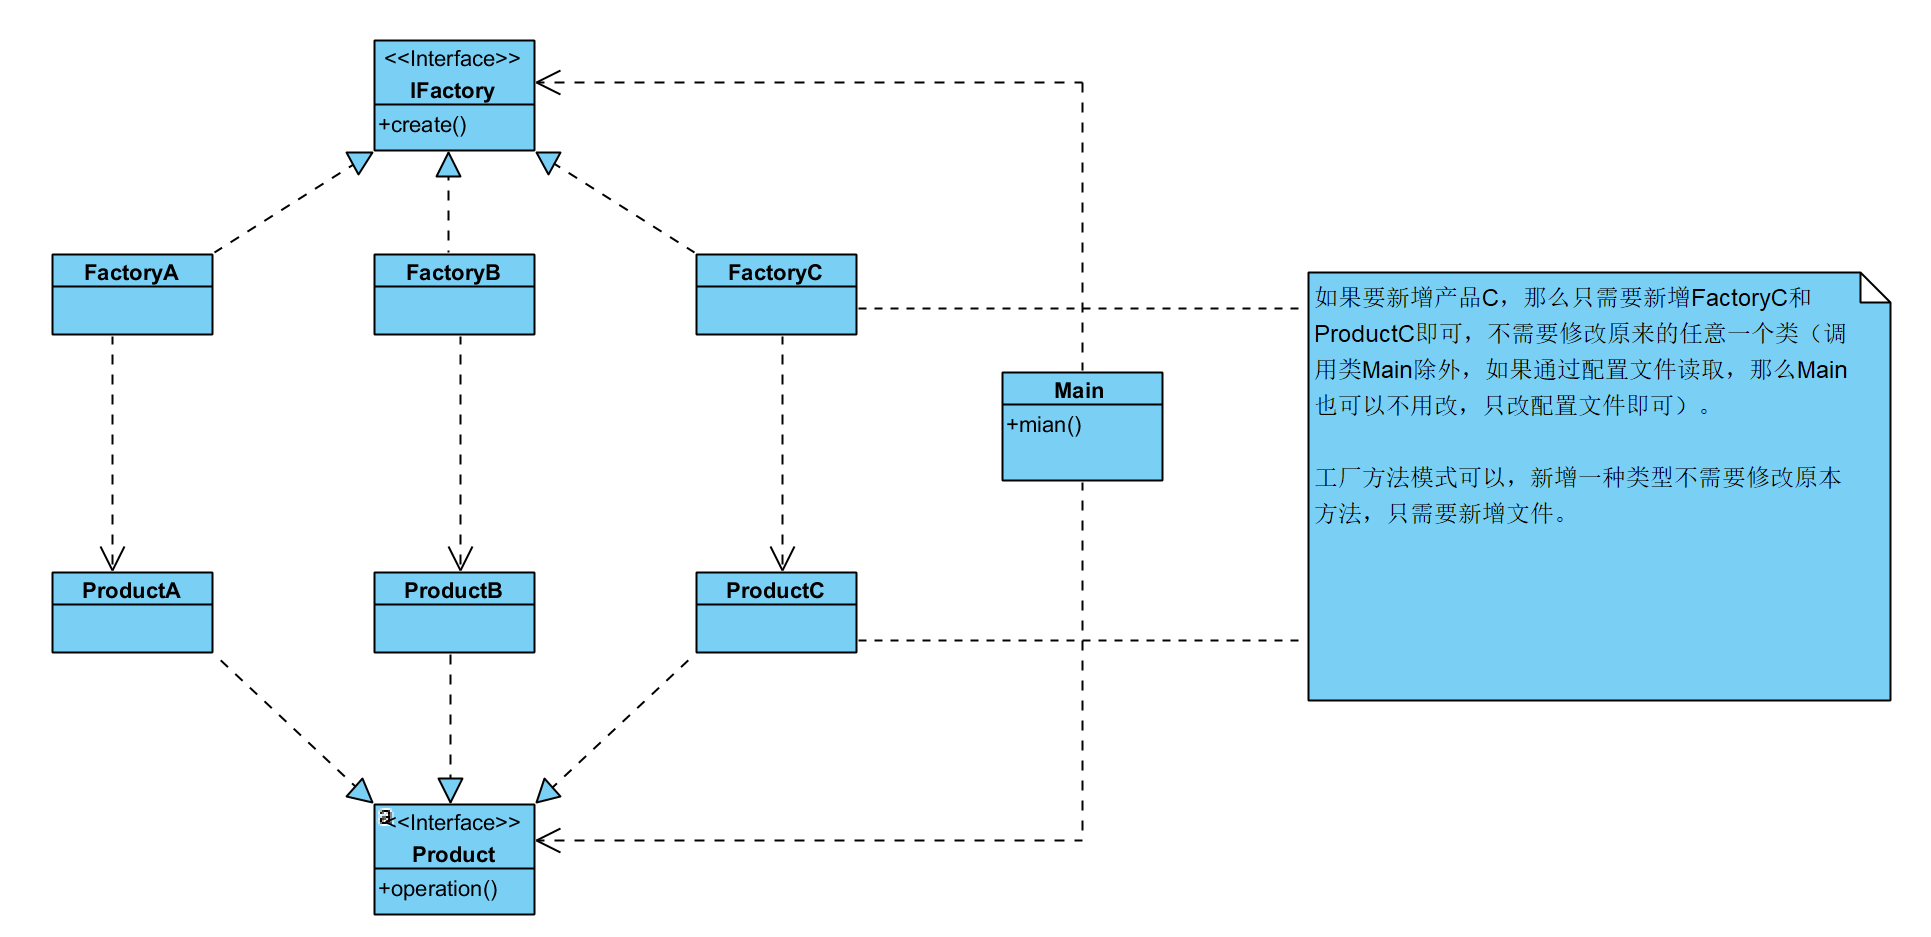 <<Interface>>
IFactory
+create()
FactoryA
FactoryB
FactoryC
如果要新增产品C，那么只需要新增FactoryC和
ProductC即可，不需要修改原来的任意一个类（调
用类Main除外，如果通过配置文件读取，那么Main
也可以不用改，只改配置文件即可）。
工厂方法模式可以，新增一种类型不需要修改原本
方法，只需要新增文件。
Main
+mian()
ProductA
ProductB
ProductC
a
<<Interface>>
Product
+operation()